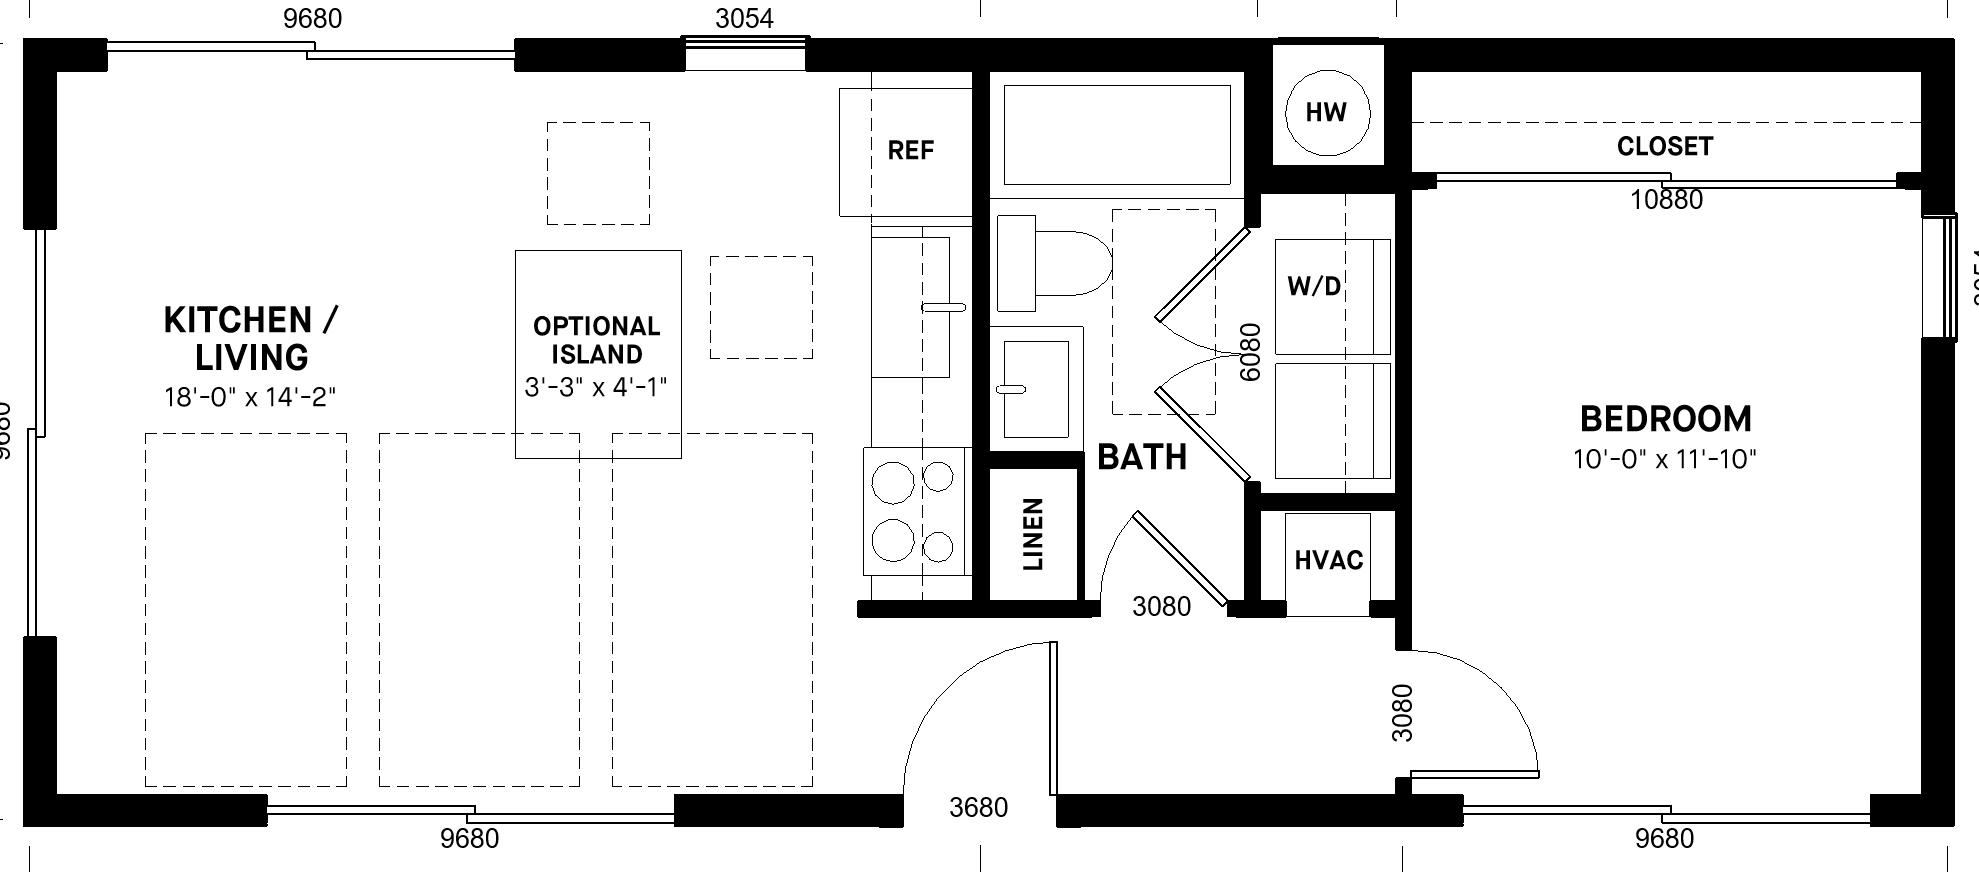 9680
3054
HW
REF
CLOSET
10880
W/D
KITCHEN /
LIVING
18'-0" x 14'-2"
OPTIONAL
ISLAND
3'-3" x 4'-1"
6080
BEDROOM
10'-0" x 11'-10"
BATH
9680
LINEN
HVAC
3080
3080
3680
9680
9680